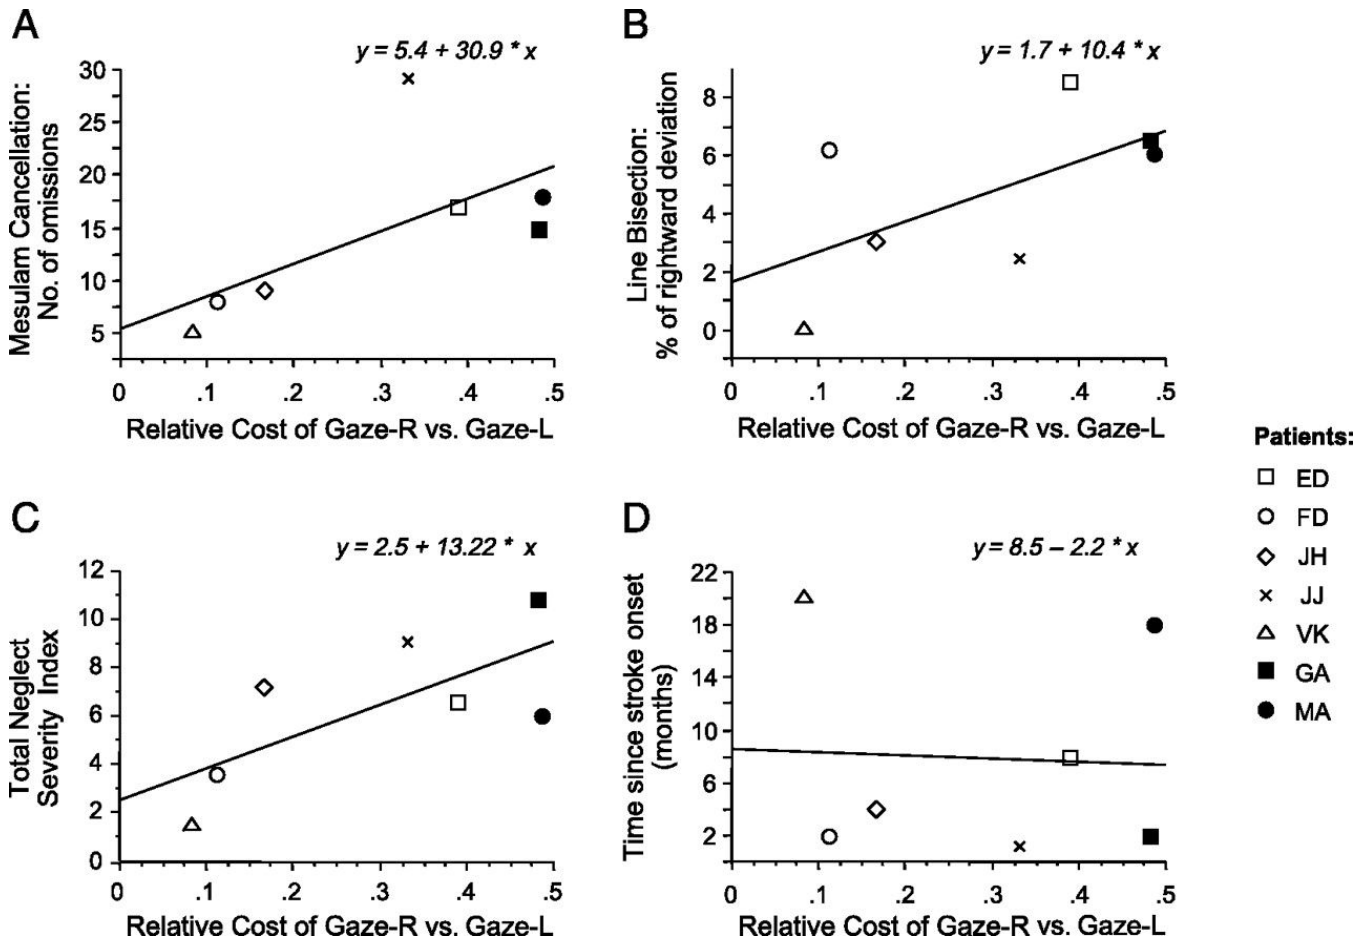 A
y = 5.4 + 30.9 * x
Mesulam Cancellation:
No. of omissions
30
25
20
15
10
5
0 .1 .2 .3 .4 .5
Relative Cost of Gaze-R vs. Gaze-L
B
y = 1.7 + 10.4 * x
Line Bisection:
% of rightward deviation
8
6
4
2
0
0 .1 .2 .3 .4 .5
Relative Cost of Gaze-R vs. Gaze-L
C
y = 2.5 + 13.22 * x
Total Neglect
Severity Index
12
10
8
6
4
2
0
0 .1 .2 .3 .4 .5
Relative Cost of Gaze-R vs. Gaze-L
D
y = 8.5 – 2.2 * x
Time since stroke onset
(months)
22
18
14
10
6
2
0 .1 .2 .3 .4 .5
Relative Cost of Gaze-R vs. Gaze-L
Patients:
ED
FD
JH
JJ
VK
GA
MA